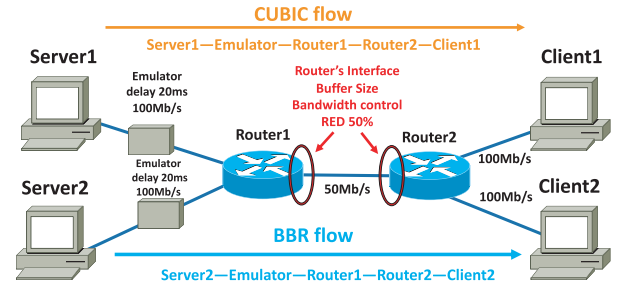 CUBIC flow
Server1—Emulator—Router1—Router2—Client1
Server1
Emulator
delay 20ms
100Mb/s
Router's Interface
Buffer Size
Bandwidth control
RED 50%
Client1
Router1
Router2
100Mb/s
Emulator
delay 20ms
100Mb/s
50Mb/s
Server2
100Mb/s
Client2
BBR flow
Server2—Emulator—Router1—Router2—Client2